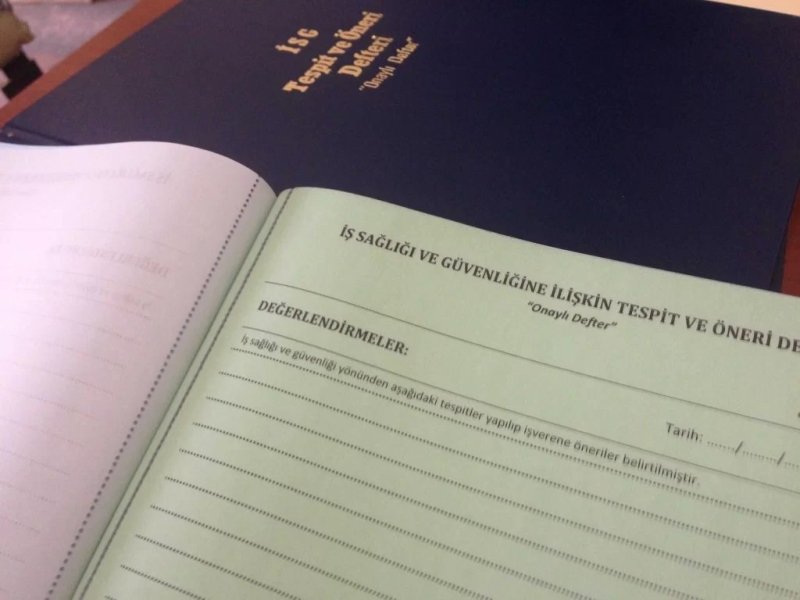 İSG
Tespit ve Öneri
Defteri
"Onaylı Defter"
İŞ SAĞLIĞI VE GÜVENLİĞİNE İLİŞKİN TESPİT VE ÖNERİ DE
"Onaylı Defter"
DEĞERLENDİRMELER:
Tarih: ....../....../...
İş sağlığı ve güvenliği yönünden aşağıdaki tespitler yapılıp işverene öneriler belirtilmiştir.